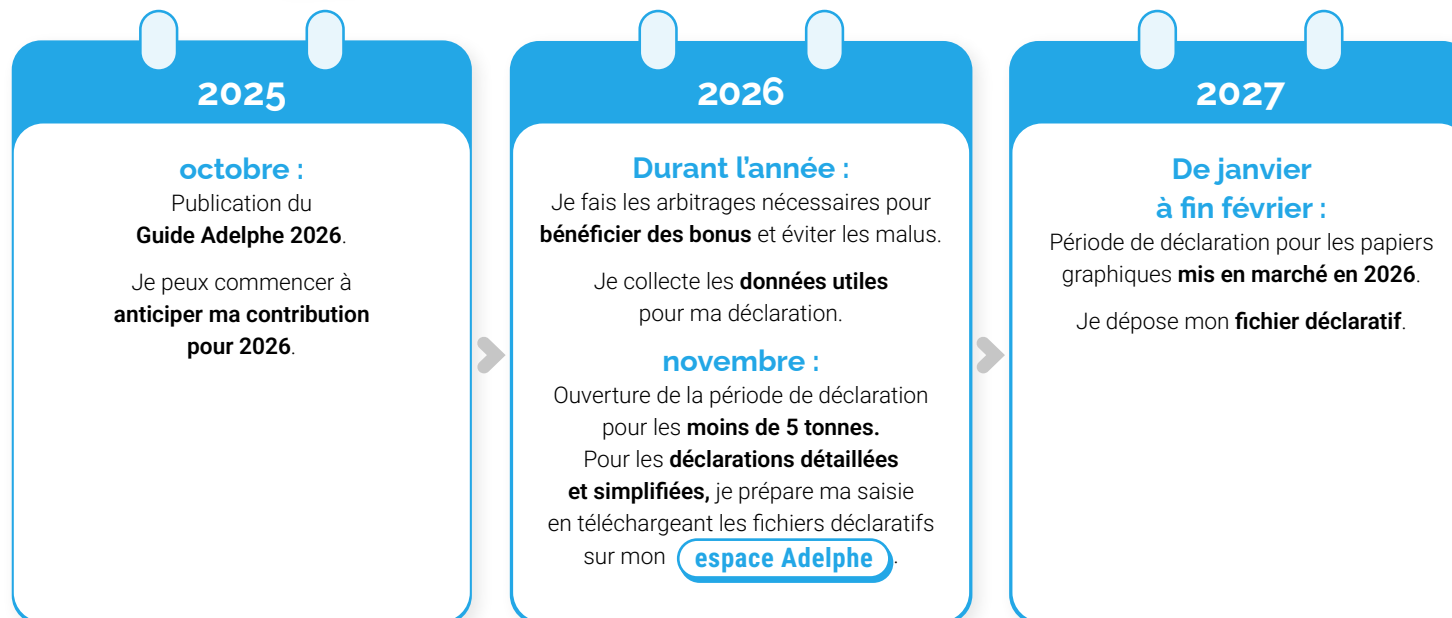 2025
octobre :
Publication du
Guide Adelphe 2026.
Je peux commencer à
anticiper ma contribution
pour 2026.
2026
Durant l’année :
Je fais les arbitrages nécessaires pour
bénéficier des bonus et éviter les malus.
Je collecte les données utiles
pour ma déclaration.
novembre :
Ouverture de la période de déclaration
pour les moins de 5 tonnes.
Pour les déclarations détaillées
et simplifiées, je prépare ma saisie
en téléchargeant les fichiers déclaratifs
sur mon espace Adelphe.
2027
De janvier
à fin février :
Période de déclaration pour les papiers
graphiques mis en marché en 2026.
Je dépose mon fichier déclaratif.